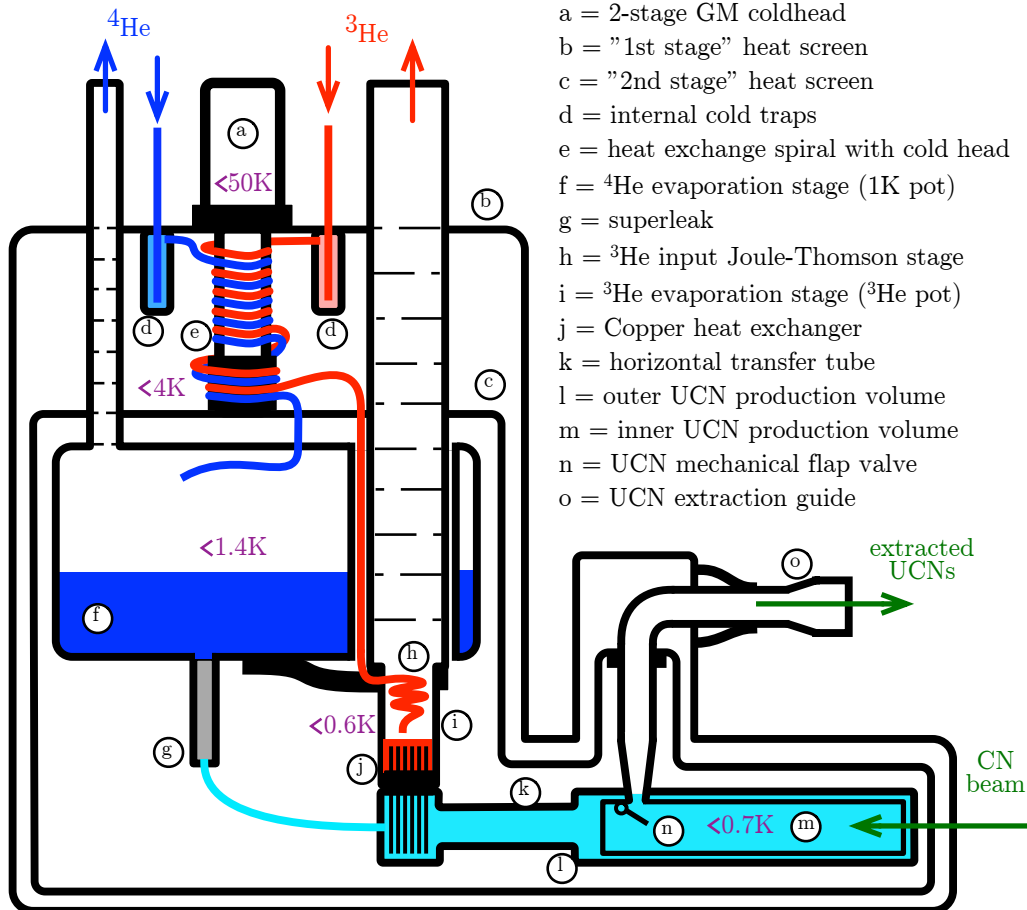 ⁴He
³He
a = 2-stage GM coldhead
b = ”1st stage” heat screen
c = ”2nd stage” heat screen
d = internal cold traps
e = heat exchange spiral with cold head
f = ⁴He evaporation stage (1K pot)
g = superleak
h = ³He input Joule-Thomson stage
i = ³He evaporation stage (³He pot)
j = Copper heat exchanger
k = horizontal transfer tube
l = outer UCN production volume
m = inner UCN production volume
n = UCN mechanical flap valve
o = UCN extraction guide
a
<50K
b
d
e
d
<4K
c
<1.4K
extracted
UCNs
o
f
h
<0.6K
i
g
j
k
CN
beam
n
<0.7K
m
l